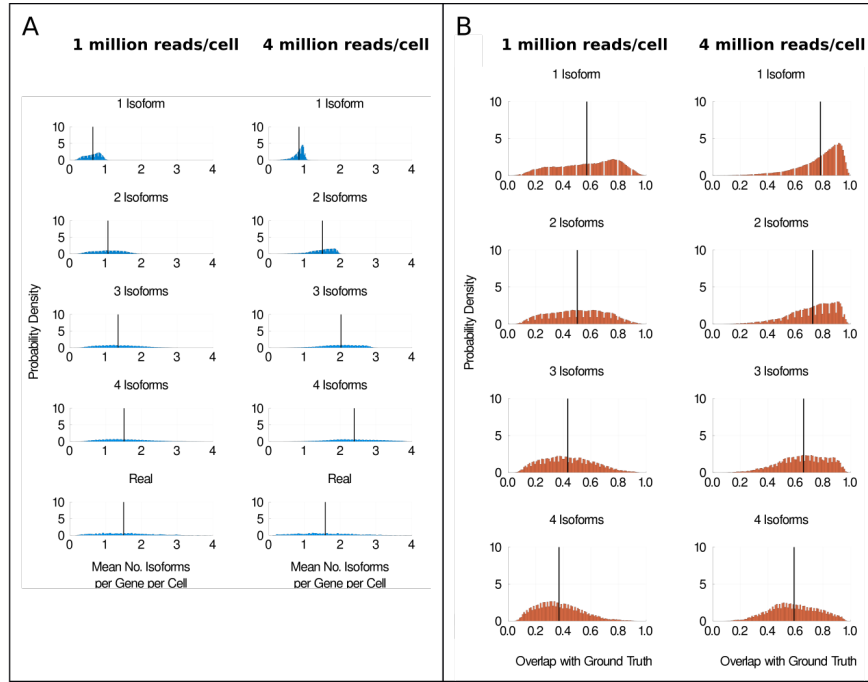 A
1 million reads/cell
4 million reads/cell
1 Isoform
1 Isoform
10
5
0
0 1 2 3 4
10
5
0
0 1 2 3 4
2 Isoforms
2 Isoforms
10
5
0
0 1 2 3 4
10
5
0
0 1 2 3 4
3 Isoforms
3 Isoforms
10
5
0
0 1 2 3 4
10
5
0
0 1 2 3 4
4 Isoforms
4 Isoforms
10
5
0
0 1 2 3 4
10
5
0
0 1 2 3 4
Real
Real
10
5
0
0 1 2 3 4
10
5
0
0 1 2 3 4
Probability Density
Mean No. Isoforms
per Gene per Cell
Mean No. Isoforms
per Gene per Cell
B
1 million reads/cell
4 million reads/cell
1 Isoform
1 Isoform
10
5
0
0.0 0.2 0.4 0.6 0.8 1.0
10
5
0
0.0 0.2 0.4 0.6 0.8 1.0
2 Isoforms
2 Isoforms
10
5
0
0.0 0.2 0.4 0.6 0.8 1.0
10
5
0
0.0 0.2 0.4 0.6 0.8 1.0
3 Isoforms
3 Isoforms
10
5
0
0.0 0.2 0.4 0.6 0.8 1.0
10
5
0
0.0 0.2 0.4 0.6 0.8 1.0
4 Isoforms
4 Isoforms
10
5
0
0.0 0.2 0.4 0.6 0.8 1.0
10
5
0
0.0 0.2 0.4 0.6 0.8 1.0
Probability Density
Overlap with Ground Truth
Overlap with Ground Truth